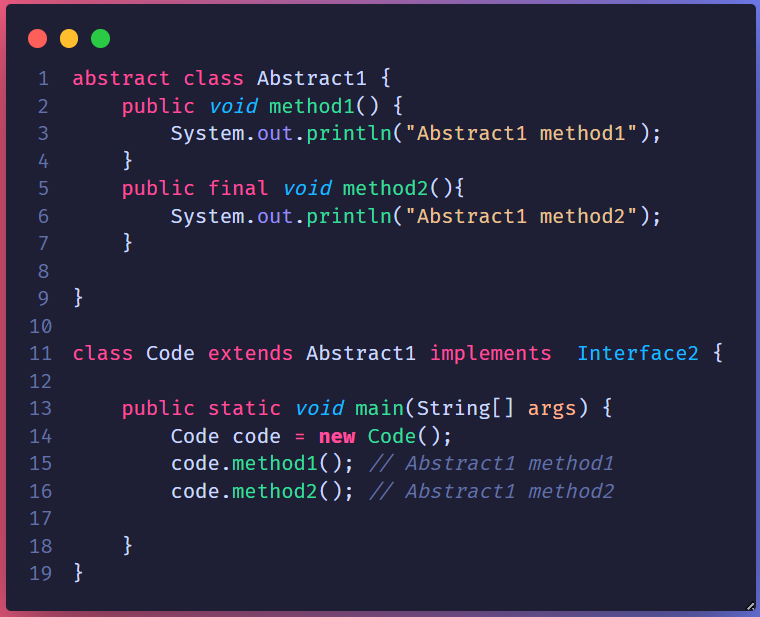 1 abstract class Abstract1 {
2     public void method1() {
3         System.out.println("Abstract1 method1");
4     }
5     public final void method2(){
6         System.out.println("Abstract1 method2");
7     }
8
9 }
10
11 class Code extends Abstract1 implements  Interface2 {
12
13     public static void main(String[] args) {
14         Code code = new Code();
15         code.method1(); // Abstract1 method1
16         code.method2(); // Abstract1 method2
17
18     }
19 }